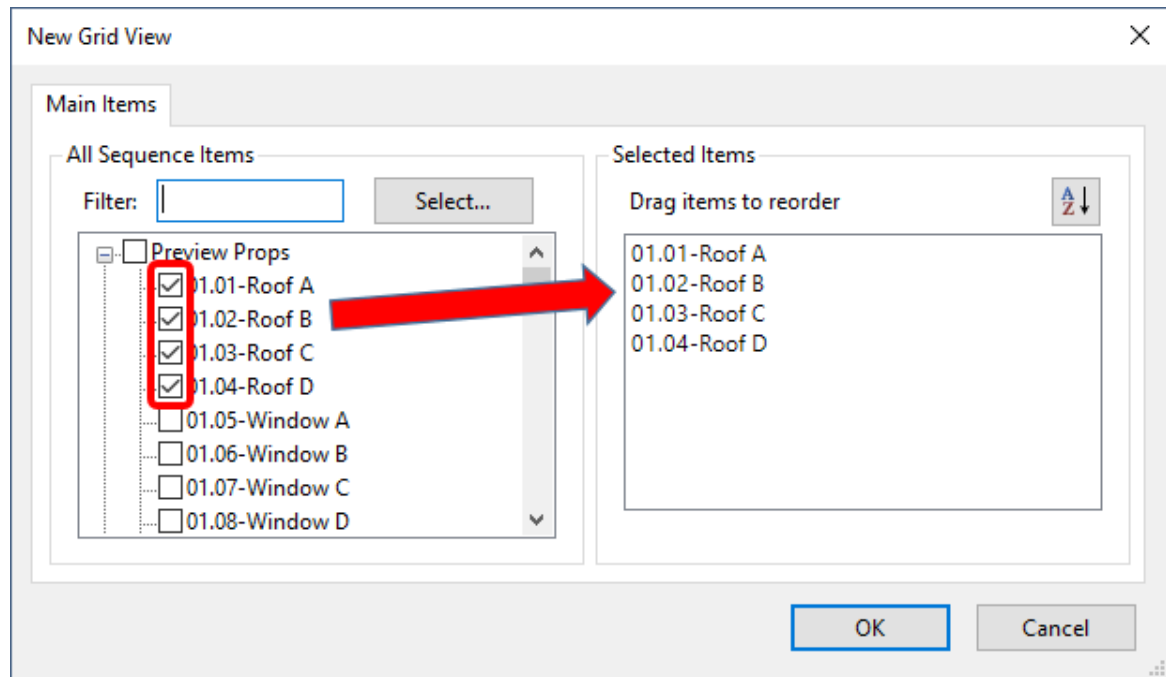 New Grid View
Main Items
All Sequence Items
Filter:
Select...
Preview Props
01.01-Roof A
01.02-Roof B
01.03-Roof C
01.04-Roof D
01.05-Window A
01.06-Window B
01.07-Window C
01.08-Window D
Selected Items
Drag items to reorder
A
Z
01.01-Roof A
01.02-Roof B
01.03-Roof C
01.04-Roof D
OK
Cancel